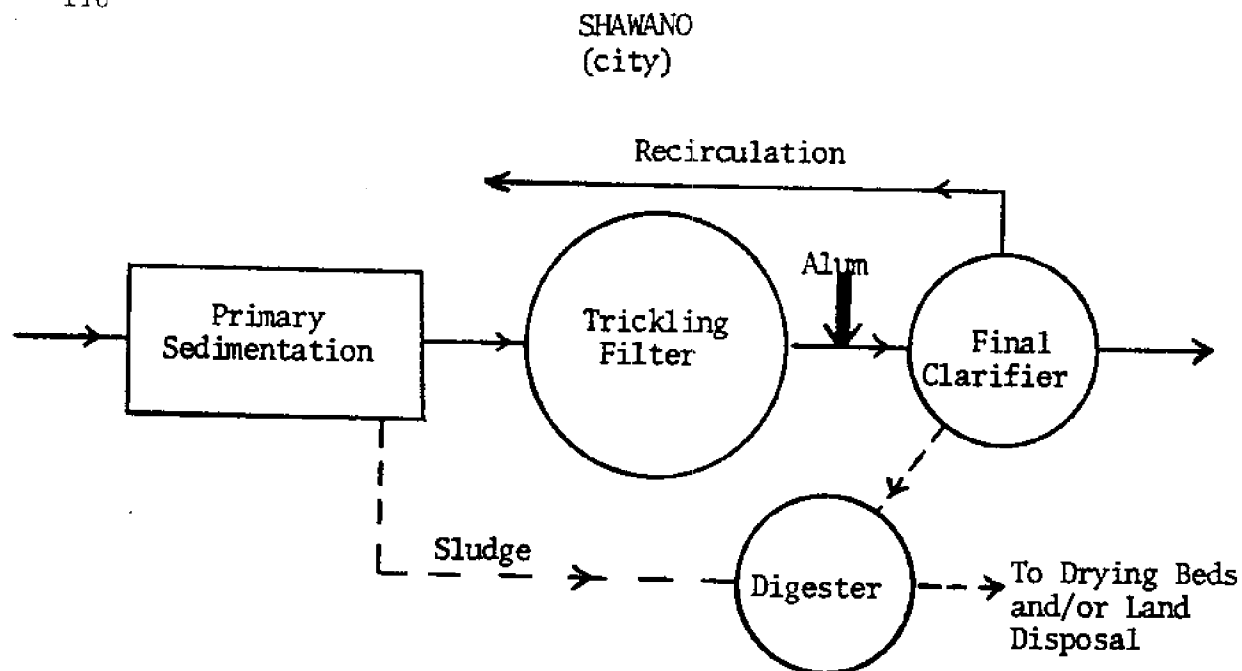 SHAWANO
(city)
Recirculation
Alum
Primary
Sedimentation
Trickling
Filter
Final
Clarifier
Sludge
Digester
To Drying Beds
and/or Land
Disposal